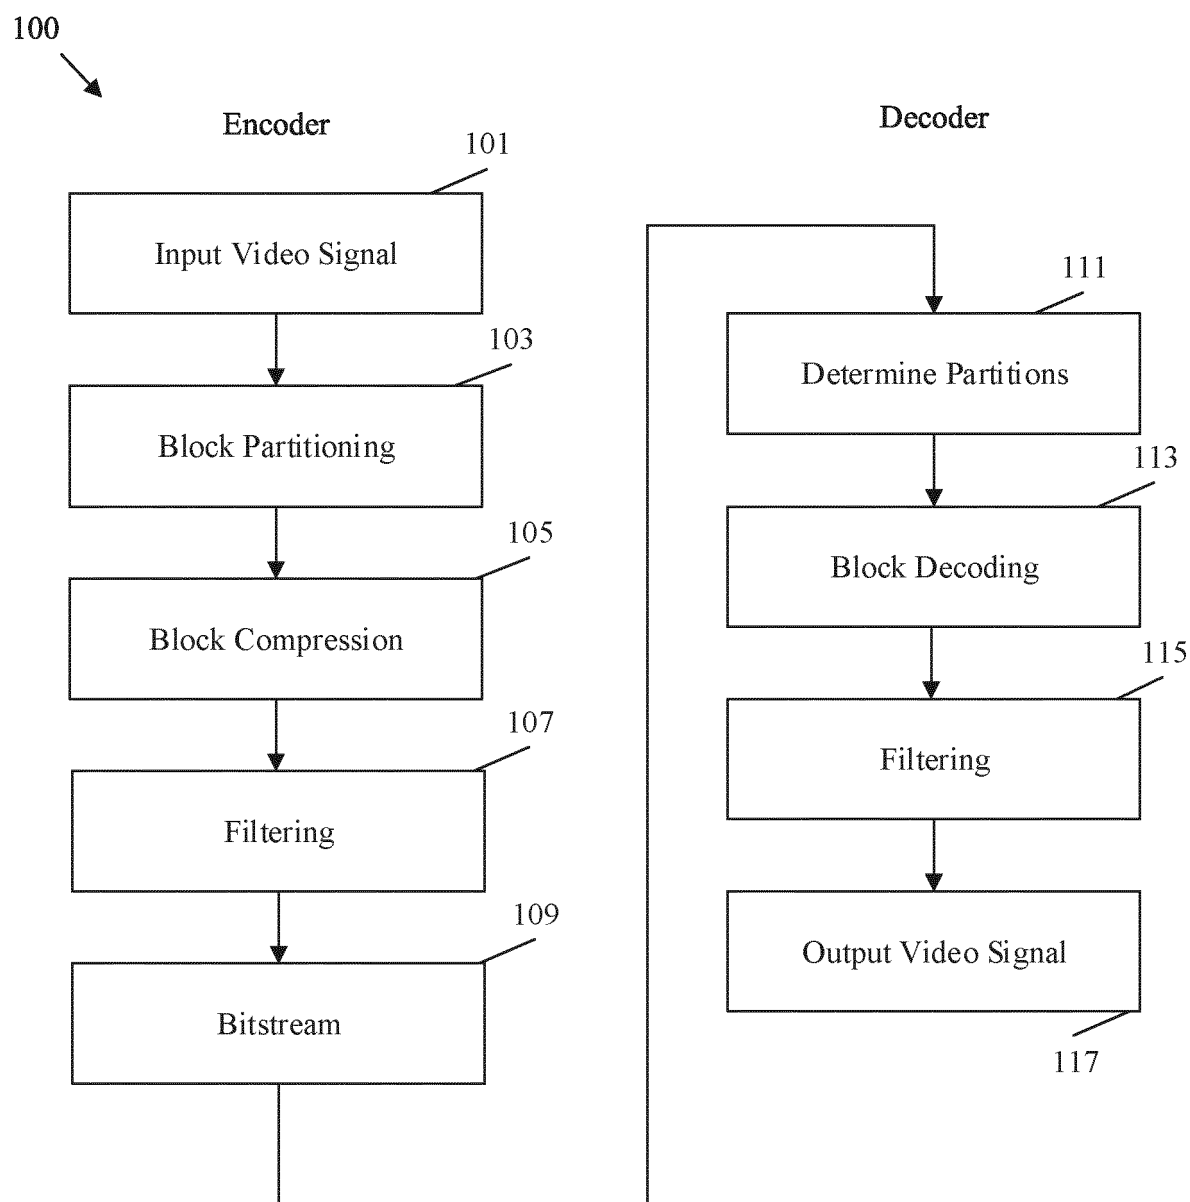 100
Encoder
101
Input Video Signal
103
Block Partitioning
105
Block Compression
107
Filtering
109
Bitstream
Decoder
111
Determine Partitions
113
Block Decoding
115
Filtering
Output Video Signal
117